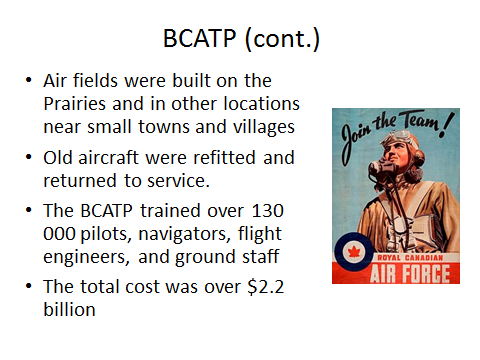 BCATP (cont.)
• Air fields were built on the
Prairies and in other locations
near small towns and villages
• Old aircraft were refitted and
returned to service.
• The BCATP trained over 130
000 pilots, navigators, flight
engineers, and ground staff
• The total cost was over $2.2
billion
Join the Team!
ROYAL CANADIAN
AIR FORCE